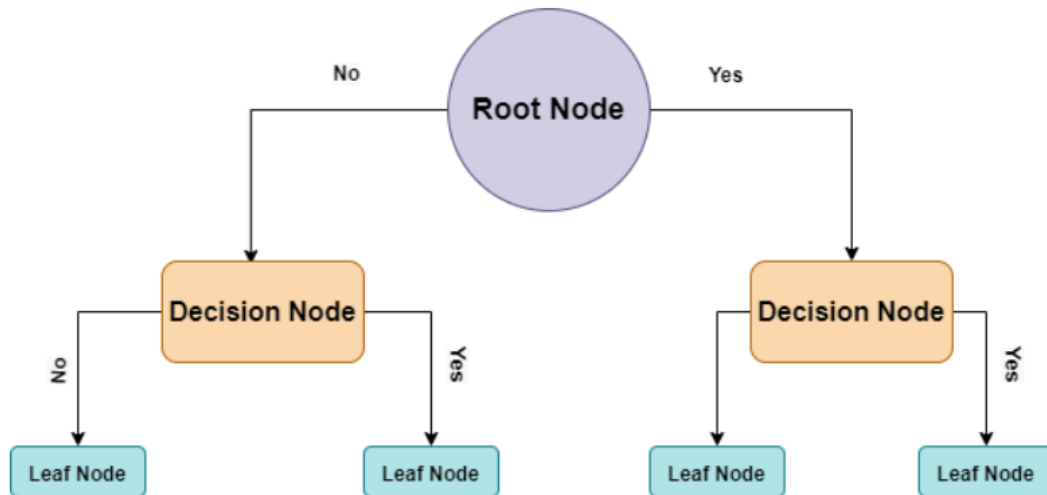 No
Yes
Root Node
Decision Node
Decision Node
No
Yes
Yes
Leaf Node
Leaf Node
Leaf Node
Leaf Node